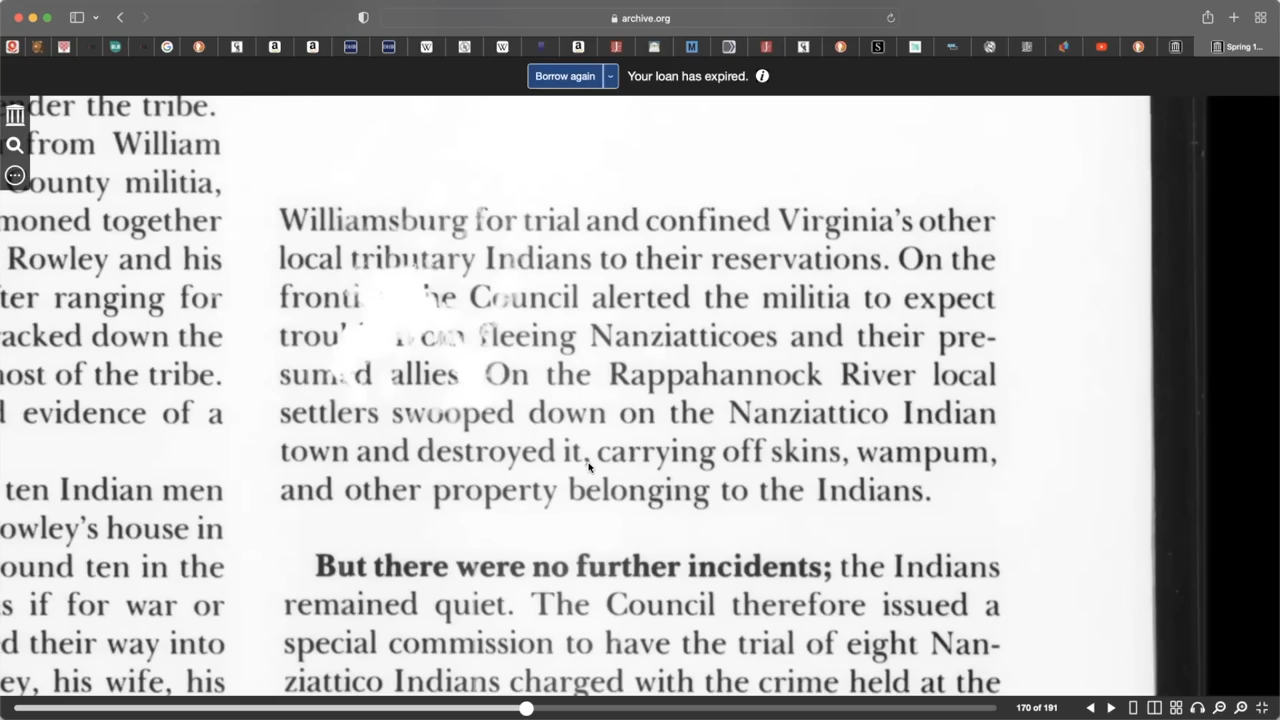 archive.org
Spring 1...
Borrow again
Your loan has expired.
der the tribe.
from William
County militia,
moned together
Rowley and his
ter ranging for
acked down the
ost of the tribe.
evidence of a
ten Indian men
owley's house in
ound ten in the
s if for war or
d their way into
ey, his wife, his
Williamsburg for trial and confined Virginia's other
local tributary Indians to their reservations. On the
fronti he Council alerted the militia to expect
trou fleeing Nanziatticoes and their pre-
sum d allies On the Rappahannock River local
settlers swooped down on the Nanziattico Indian
town and destroyed it, carrying off skins, wampum,
and other property belonging to the Indians.
But there were no further incidents; the Indians
remained quiet. The Council therefore issued a
special commission to have the trial of eight Nan-
ziattico Indians charged with the crime held at the
170 of 191